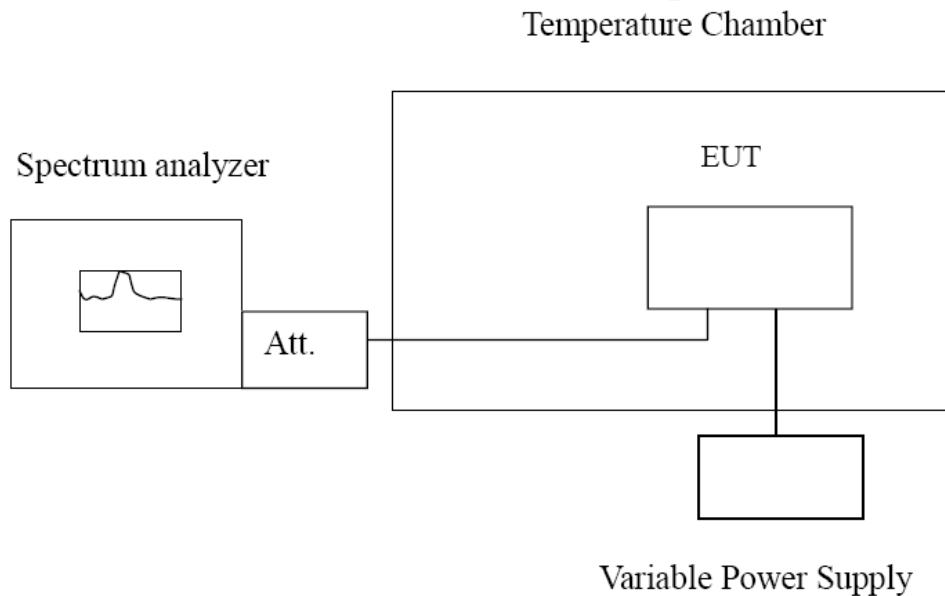 Temperature Chamber
Spectrum analyzer
EUT
Att.
Variable Power Supply